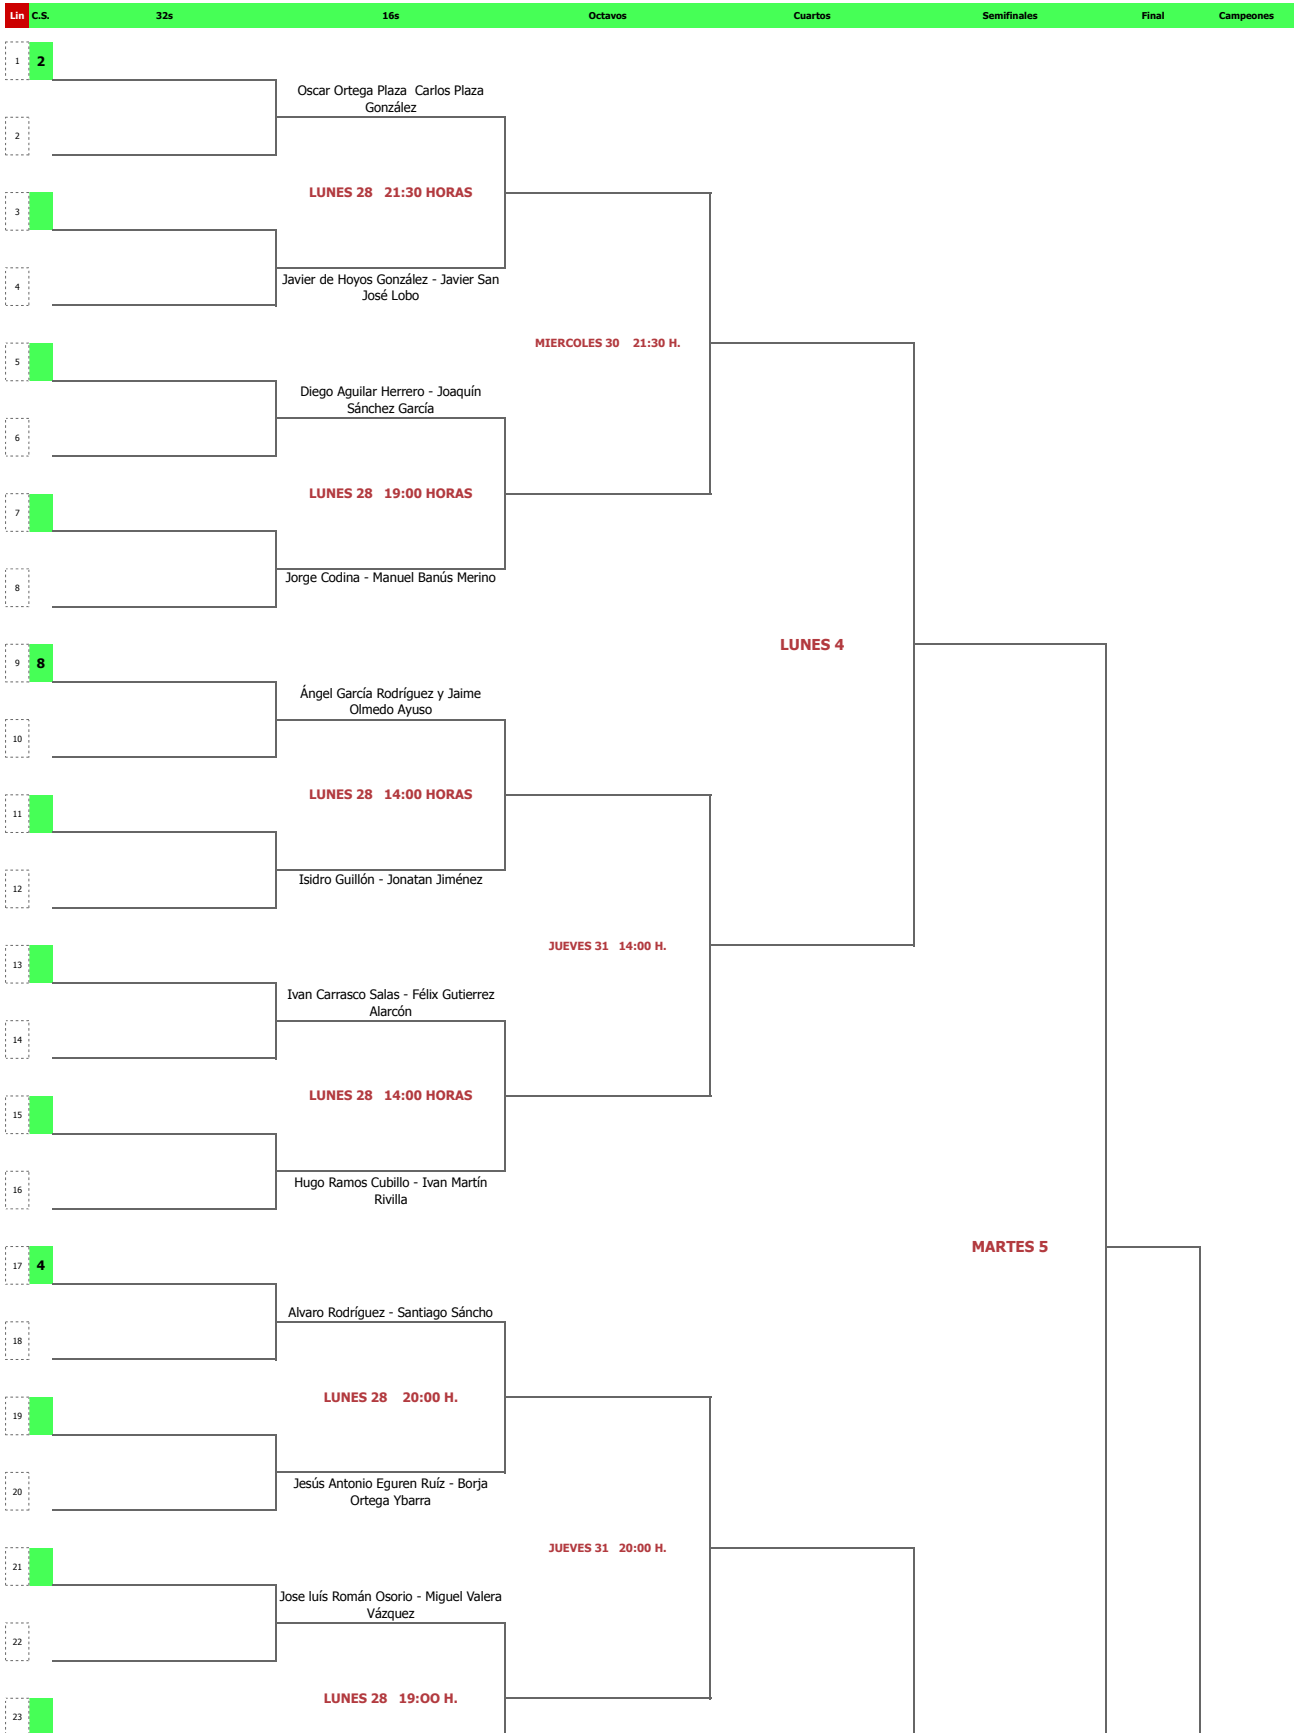 Lin C.S. 32s 16s Octavos Cuartos Semifinales Final Campeones
1 2
Oscar Ortega Plaza  Carlos Plaza
González
2
LUNES 28   21:30 HORAS
3
Javier de Hoyos González - Javier San
José Lobo
4
MIERCOLES 30    21:30 H.
5
Diego Aguilar Herrero - Joaquín
Sánchez García
6
LUNES 28   19:00 HORAS
7
Jorge Codina - Manuel Banús Merino
8
LUNES 4
9 8
Ángel García Rodríguez y Jaime
Olmedo Ayuso
10
LUNES 28   14:00 HORAS
11
Isidro Guillón - Jonatan Jiménez
12
JUEVES 31   14:00 H.
13
Ivan Carrasco Salas - Félix Gutierrez
Alarcón
14
LUNES 28   14:00 HORAS
15
Hugo Ramos Cubillo - Ivan Martín
Rivilla
16
MARTES 5
17 4
Alvaro Rodríguez - Santiago Sáncho
18
LUNES 28    20:00 H.
19
Jesús Antonio Eguren Ruíz - Borja
Ortega Ybarra
20
JUEVES 31   20:00 H.
21
Jose luís Román Osorio - Miguel Valera
Vázquez
22
LUNES 28   19:OO H.
23